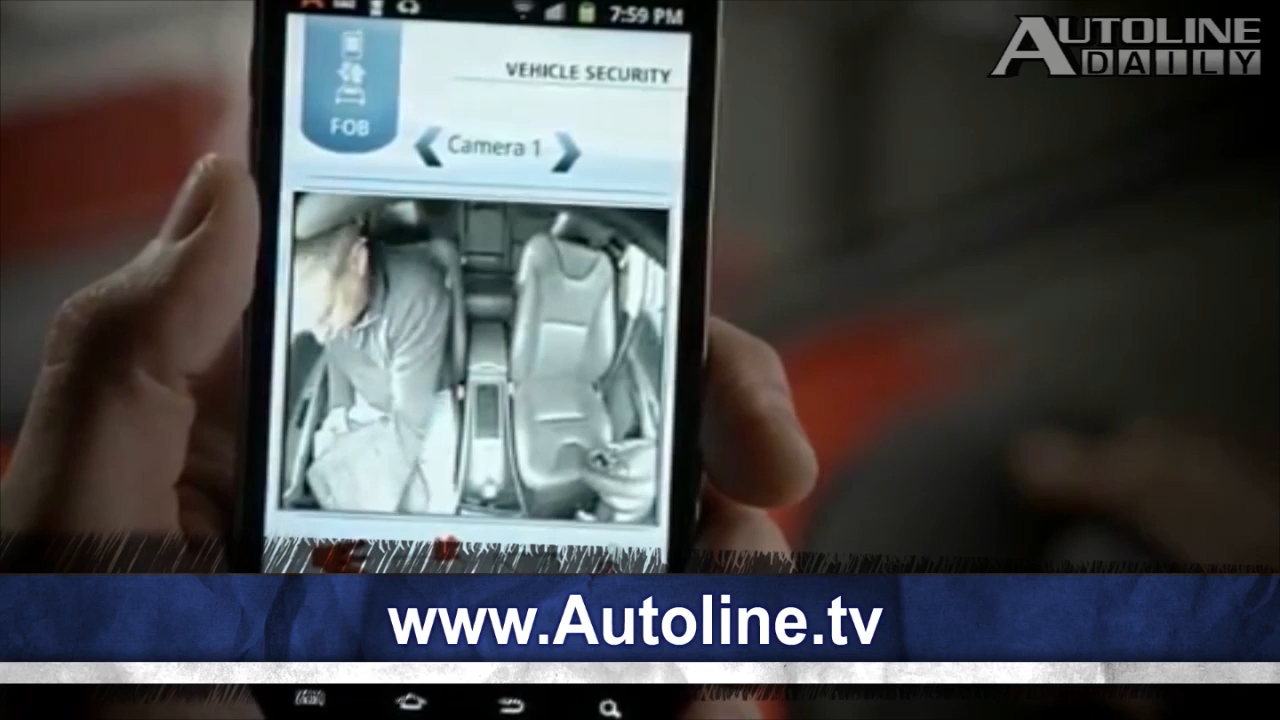 7:59 PM
AUTOLINE
DAILY
VEHICLE SECURITY
FOB
Camera 1
www.Autoline.tv